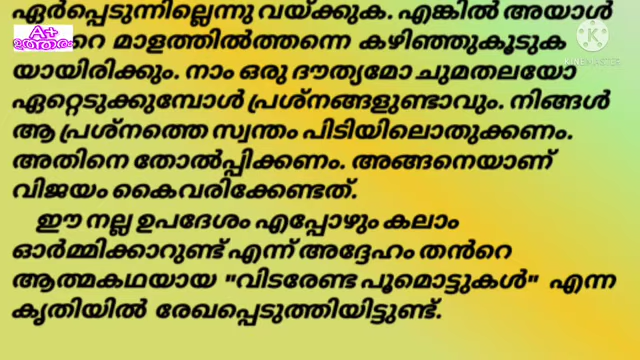 ഏർപ്പെടുന്നില്ലെന്നു വയ്ക്കുക. എങ്കിൽ അയാൾ
A+
റെ മാളത്തിൽത്തന്നെ കഴിഞ്ഞുകൂടുക
യായിരിക്കും. നാം ഒരു ദൗത്യമോ ചുമതലയോ
ഏറ്റെടുക്കുമ്പോൾ പ്രശ്നങ്ങളുണ്ടാവും. നിങ്ങൾ
ആ പ്രശ്നത്തെ സ്വന്തം പിടിയിലൊതുക്കണം.
അതിനെ തോൽപ്പിക്കണം. അങ്ങനെയാണ്
വിജയം കൈവരിക്കേണ്ടത്.
ഈ നല്ല ഉപദേശം എപ്പോഴും കലാം
ഓർമ്മിക്കാറുണ്ട് എന്ന് അദ്ദേഹം തൻറെ
ആത്മകഥയായ "വിടരേണ്ട പൂമൊട്ടുകൾ" എന്ന
കൃതിയിൽ രേഖപ്പെടുത്തിയിട്ടുണ്ട്.
KINEMASTER